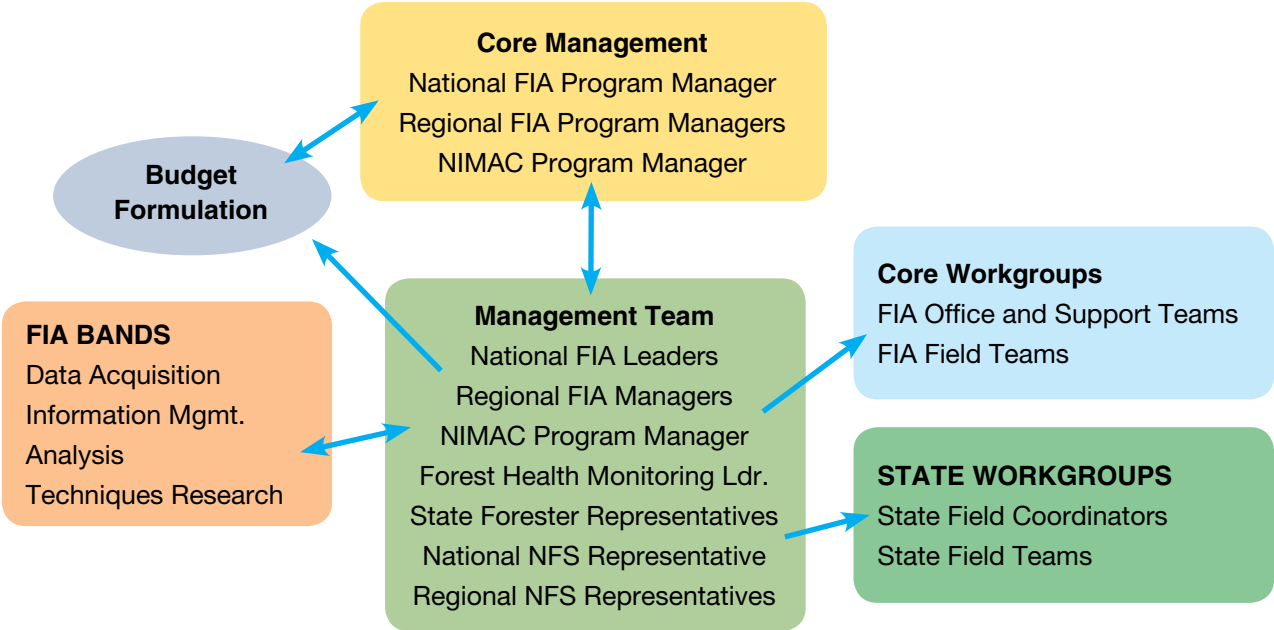 Core Management
National FIA Program Manager
Regional FIA Program Managers
NIMAC Program Manager
Budget
Formulation
FIA BANDS
Data Acquisition
Information Mgmt.
Analysis
Techniques Research
Management Team
National FIA Leaders
Regional FIA Managers
NIMAC Program Manager
Forest Health Monitoring Ldr.
State Forester Representatives
National NFS Representative
Regional NFS Representatives
Core Workgroups
FIA Office and Support Teams
FIA Field Teams
STATE WORKGROUPS
State Field Coordinators
State Field Teams